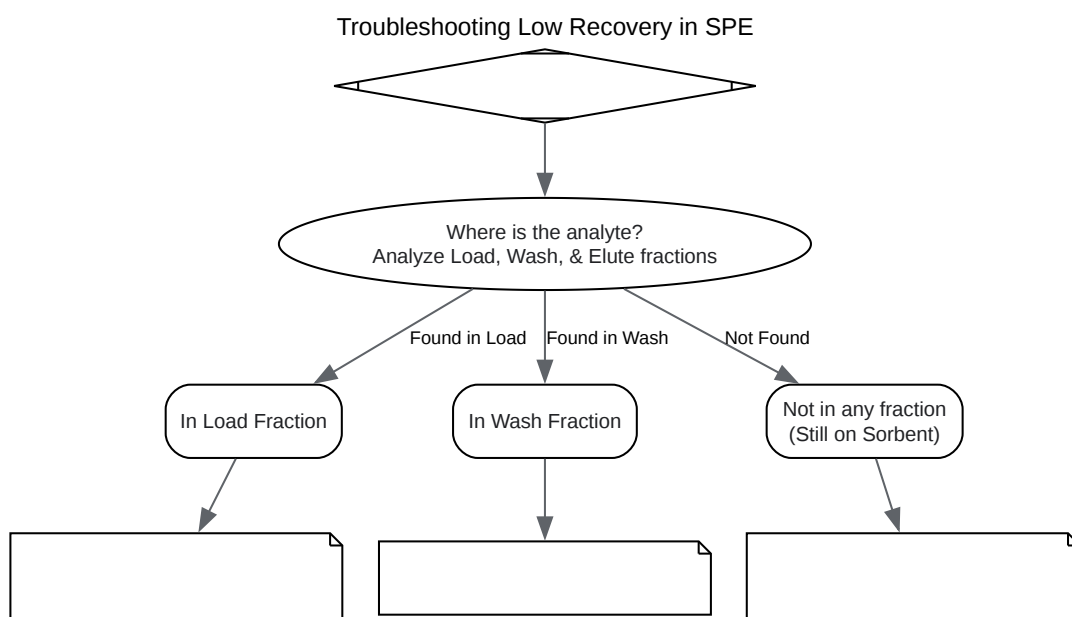 Troubleshooting Low Recovery in SPE
Where is the analyte?
Analyze Load, Wash, & Elute fractions
Found in Load
Found in Wash
Not Found
In Load Fraction
In Wash Fraction
Not in any fraction
(Still on Sorbent)